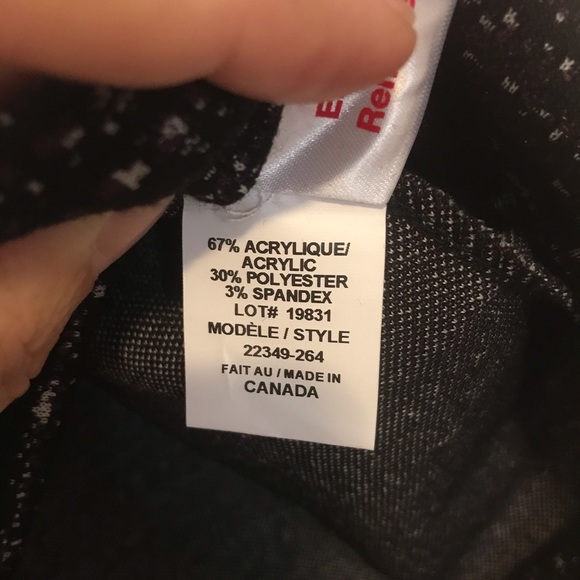 67% ACRYLIQUE/
ACRYLIC
30% POLYESTER
3% SPANDEX
LOT# 19831
MODÈLE / STYLE
22349-264
FAIT AU / MADE IN
CANADA